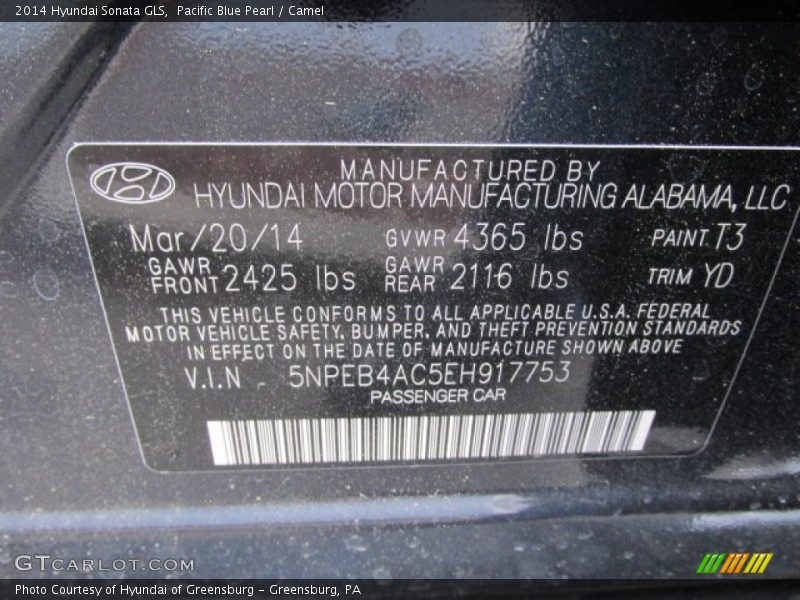 2014 Hyundai Sonata GLS, Pacific Blue Pearl / Camel
MANUFACTURED BY
HYUNDAI MOTOR MANUFACTURING ALABAMA, LLC
Mar/20/14 GVWR 4365 lbs PAINT T3
GAWR FRONT 2425 lbs GAWR REAR 2116 lbs TRIM YD
THIS VEHICLE CONFORMS TO ALL APPLICABLE U.S.A. FEDERAL
MOTOR VEHICLE SAFETY, BUMPER, AND THEFT PREVENTION STANDARDS
IN EFFECT ON THE DATE OF MANUFACTURE SHOWN ABOVE
V.I.N 5NPEB4AC5EH917753
PASSENGER CAR
GTCARLOT.COM
Photo Courtesy of Hyundai of Greensburg - Greensburg, PA